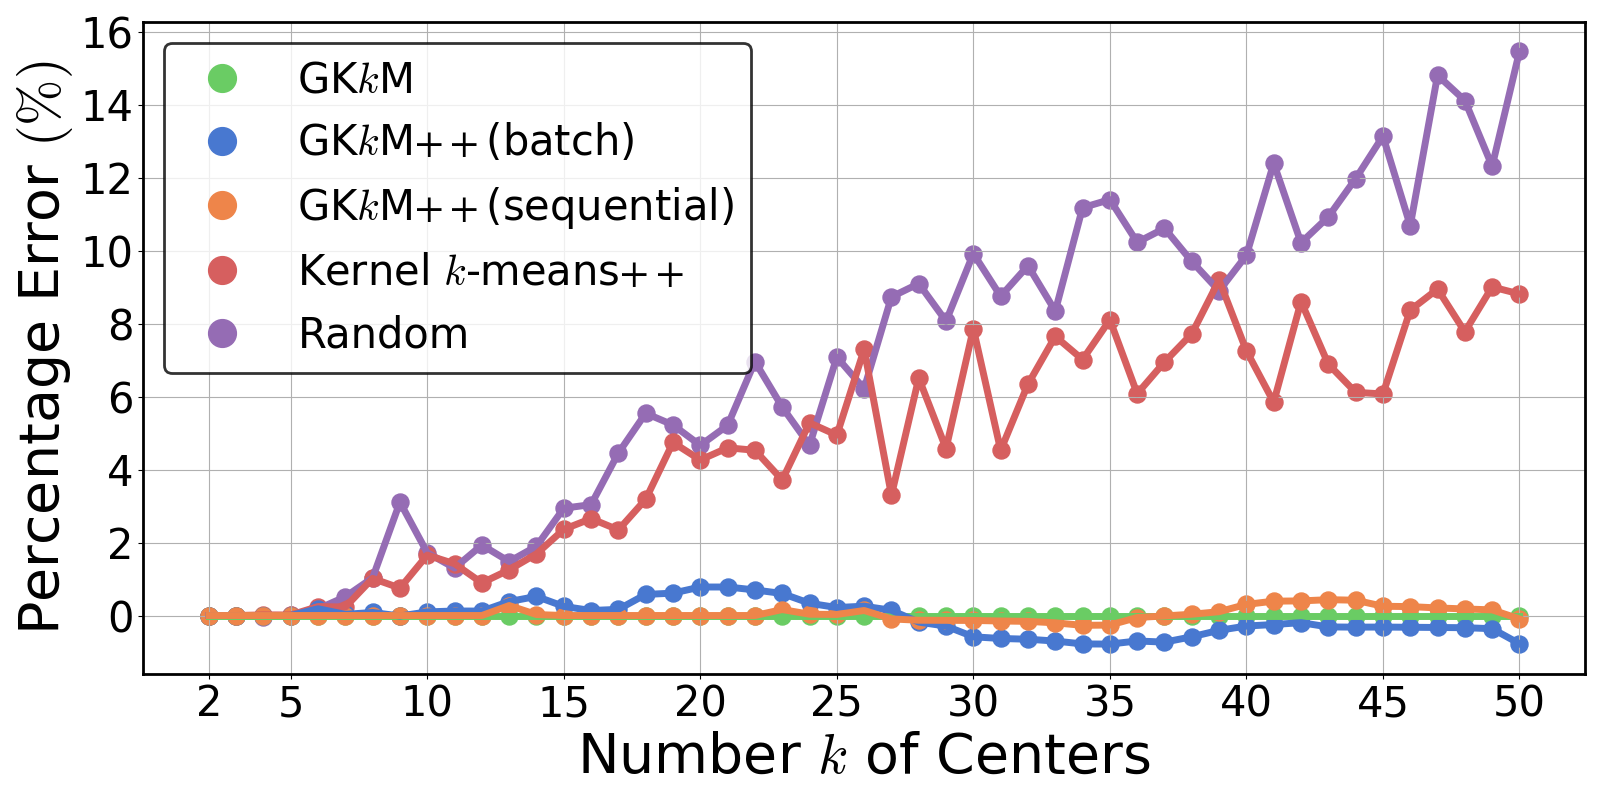 Percentage Error (%)
16
14
12
10
8
6
4
2
0
GKkM
GKkM++(batch)
GKkM++(sequential)
Kernel k-means++
Random
2 5 10 15 20 25 30 35 40 45 50
Number k of Centers